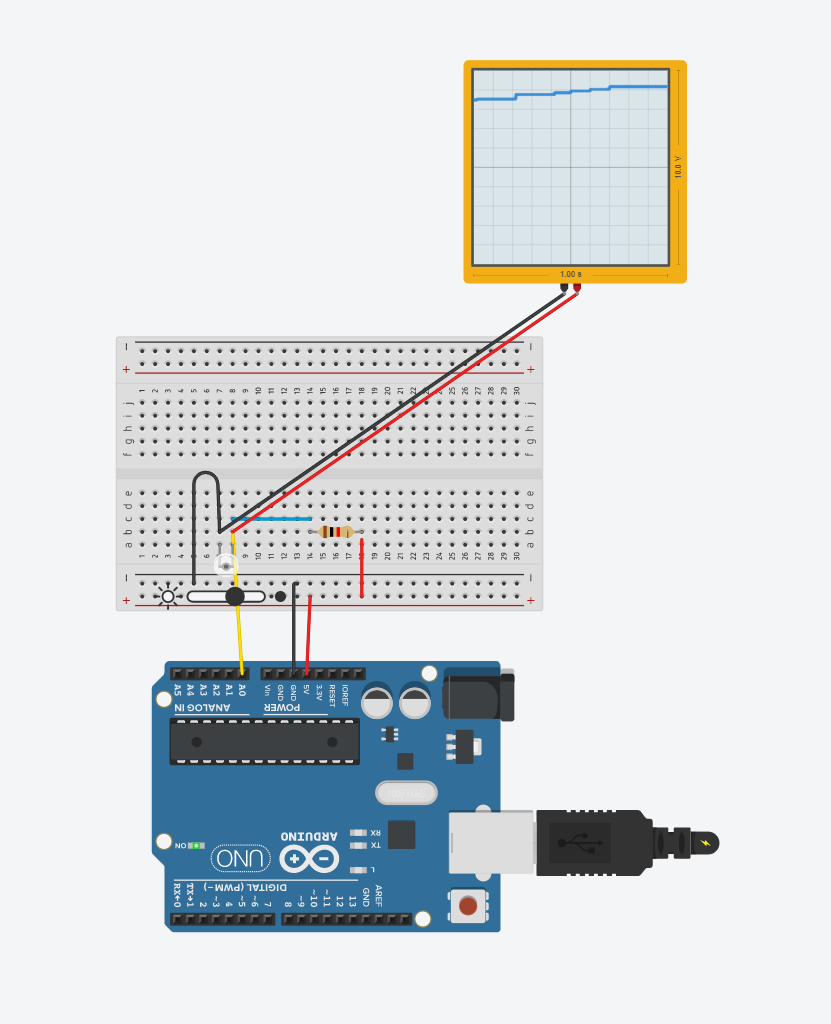 10.0 V
1.00 s
− −
+ +
1 2 3 4 5 6 7 8 9 10 11 12 13 14 15 16 17 18 19 20 21 22 23 24 25 26 27 28 29 30
j j
i i
h h
g g
f f
e e
d d
c c
b b
a a
1 2 3 4 5 6 7 8 9 10 11 12 13 14 15 16 17 18 19 20 21 22 23 24 25 26 27 28 29 30
− −
+ +
A5 A4 A3 A2 A1 A0 Vin GND GND 5V 3.3V RESET IOREF
ANALOG IN POWER
RX
TX
L
ON
ARDUINO
UNO
DIGITAL (PWM~)
RX←0 TX→1 2 ~3 4 ~5 ~6 7 8 ~9 ~10 ~11 12 13 GND AREF